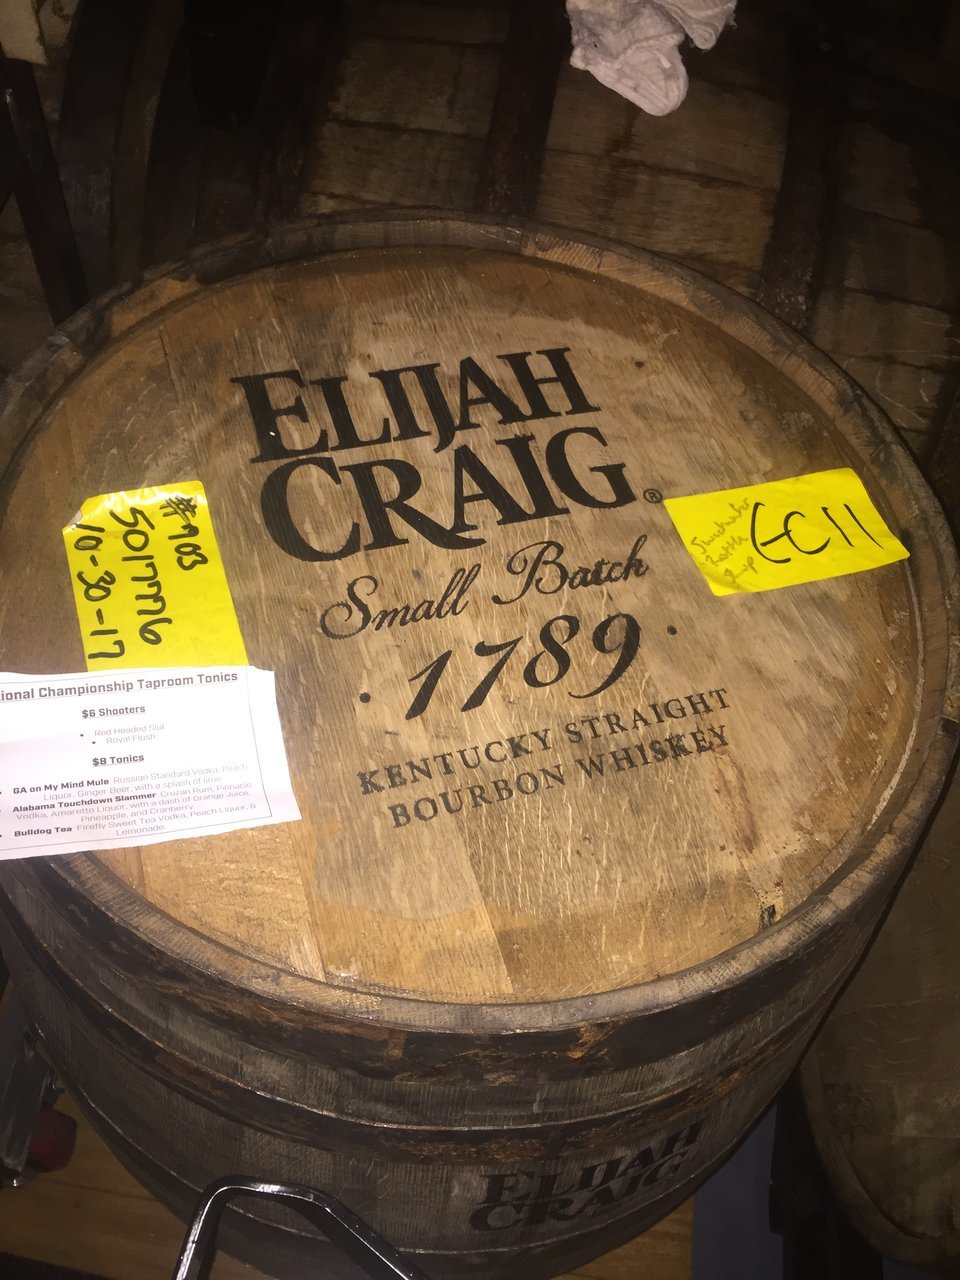 ELIJAH
CRAIG®
Small Batch
1789
KENTUCKY STRAIGHT
BOURBON WHISKEY
#903
10-30-17
EC11
ional Championship Taproom Tonics
$6 Shooters
• Red Headed Slut
• Royal Flush
$8 Tonics
GA on My Mind Mule Russian Standard Vodka, Peach
Liquor, Ginger Beer, with a splash of lime.
Alabama Touchdown Slammer Cruzan Rum, Pinnacle
Vodka, Amaretto Liquor, with a dash of Orange Juice,
Pineapple, and Cranberry.
Bulldog Tea Firefly Sweet Tea Vodka, Peach Liquor, &
Lemonade.
ELIJAH
CRAIG